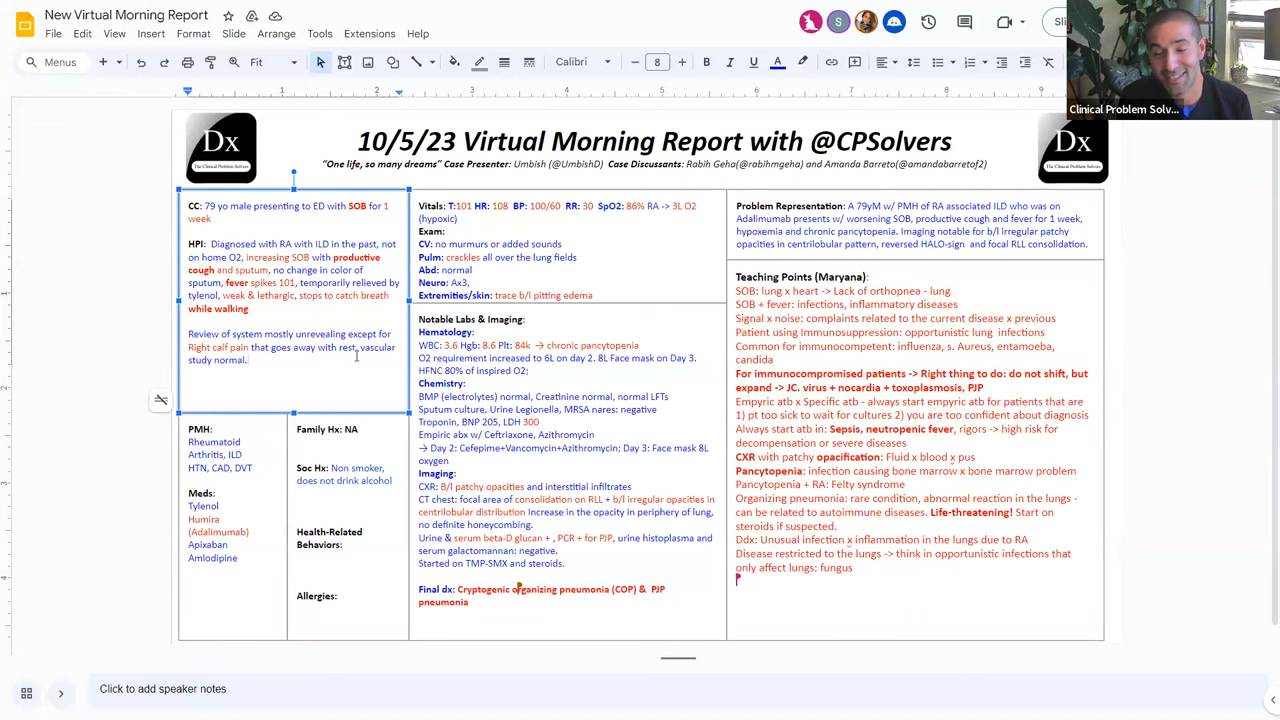 New Virtual Morning Report
File Edit View Insert Format Slide Arrange Tools Extensions Help
S
Menus
Fit
Calibri
8
B I U A
1 2 3 4 5 6 7 8 9
Clinical Problem Solv...
Dx
The Clinical Problem Solvers
10/5/23 Virtual Morning Report with @CPSolvers
"One life, so many dreams" Case Presenter: Umbish (@UmbishD) Case Discussants: Rabih Geha(@rabihmgeha) and Amanda Barreto(@amandabarretof2)
Dx
The Clinical Problem Solvers
CC: 79 yo male presenting to ED with SOB for 1
week
HPI: Diagnosed with RA with ILD in the past, not
on home O2, increasing SOB with productive
cough and sputum, no change in color of
sputum, fever spikes 101, temporarily relieved by
tylenol, weak & lethargic, stops to catch breath
while walking
Review of system mostly unrevealing except for
Right calf pain that goes away with rest, vascular
study normal.
PMH:
Rheumatoid
Arthritis, ILD
HTN, CAD, DVT
Meds:
Tylenol
Humira
(Adalimumab)
Apixaban
Amlodipine
Family Hx: NA
Soc Hx: Non smoker,
does not drink alcohol
Health-Related
Behaviors:
Allergies:
Vitals: T:101 HR: 108 BP: 100/60 RR: 30 SpO2: 86% RA -> 3L O2
(hypoxic)
Exam:
CV: no murmurs or added sounds
Pulm: crackles all over the lung fields
Abd: normal
Neuro: Ax3,
Extremities/skin: trace b/l pitting edema
Notable Labs & Imaging:
Hematology:
WBC: 3.6 Hgb: 8.6 Plt: 84k → chronic pancytopenia
O2 requirement increased to 6L on day 2. 8L Face mask on Day 3.
HFNC 80% of inspired O2;
Chemistry:
BMP (electrolytes) normal, Creatinine normal, normal LFTs
Sputum culture, Urine Legionella, MRSA nares: negative
Troponin, BNP 205, LDH 300
Empiric abx w/ Ceftriaxone, Azithromycin
→ Day 2: Cefepime+Vancomycin+Azithromycin; Day 3: Face mask 8L
oxygen
Imaging:
CXR: B/l patchy opacities and interstitial infiltrates
CT chest: focal area of consolidation on RLL + b/l irregular opacities in
centrilobular distribution Increase in the opacity in periphery of lung,
no definite honeycombing.
Urine & serum beta-D glucan + , PCR + for PJP, urine histoplasma and
serum galactomannan: negative.
Started on TMP-SMX and steroids.
Final dx: Cryptogenic organizing pneumonia (COP) & PJP
pneumonia
Problem Representation: A 79yM w/ PMH of RA associated ILD who was on
Adalimumab presents w/ worsening SOB, productive cough and fever for 1 week,
hypoxemia and chronic pancytopenia. Imaging notable for b/l irregular patchy
opacities in centrilobular pattern, reversed HALO-sign and focal RLL consolidation.
Teaching Points (Maryana):
SOB: lung x heart -> Lack of orthopnea - lung
SOB + fever: infections, inflammatory diseases
Signal x noise: complaints related to the current disease x previous
Patient using Immunosupression: opportunistic lung infections
Common for immunocompetent: influenza, s. Aureus, entamoeba,
candida
For immunocompromised patients -> Right thing to do: do not shift, but
expand -> JC. virus + nocardia + toxoplasmosis, PJP
Empyric atb x Specific atb - always start empyric atb for patients that are
1) pt too sick to wait for cultures 2) you are too confident about diagnosis
Always start atb in: Sepsis, neutropenic fever, rigors -> high risk for
decompensation or severe diseases
CXR with patchy opacification: Fluid x blood x pus
Pancytopenia: infection causing bone marrow x bone marrow problem
Pancytopenia + RA: Felty syndrome
Organizing pneumonia: rare condition, abnormal reaction in the lungs -
can be related to autoimmune diseases. Life-threatening! Start on
steroids if suspected.
Ddx: Unusual infection x inflammation in the lungs due to RA
Disease restricted to the lungs -> think in opportunistic infections that
only affect lungs: fungus
Click to add speaker notes